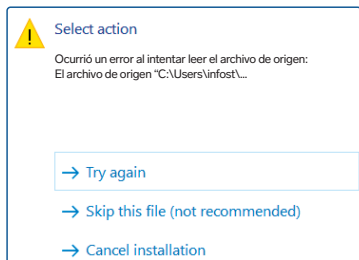 Select action
Ocurrió un error al intentar leer el archivo de origen:
El archivo de origen “C:\Users\infost\...
Try again
Skip this file (not recommended)
Cancel installation